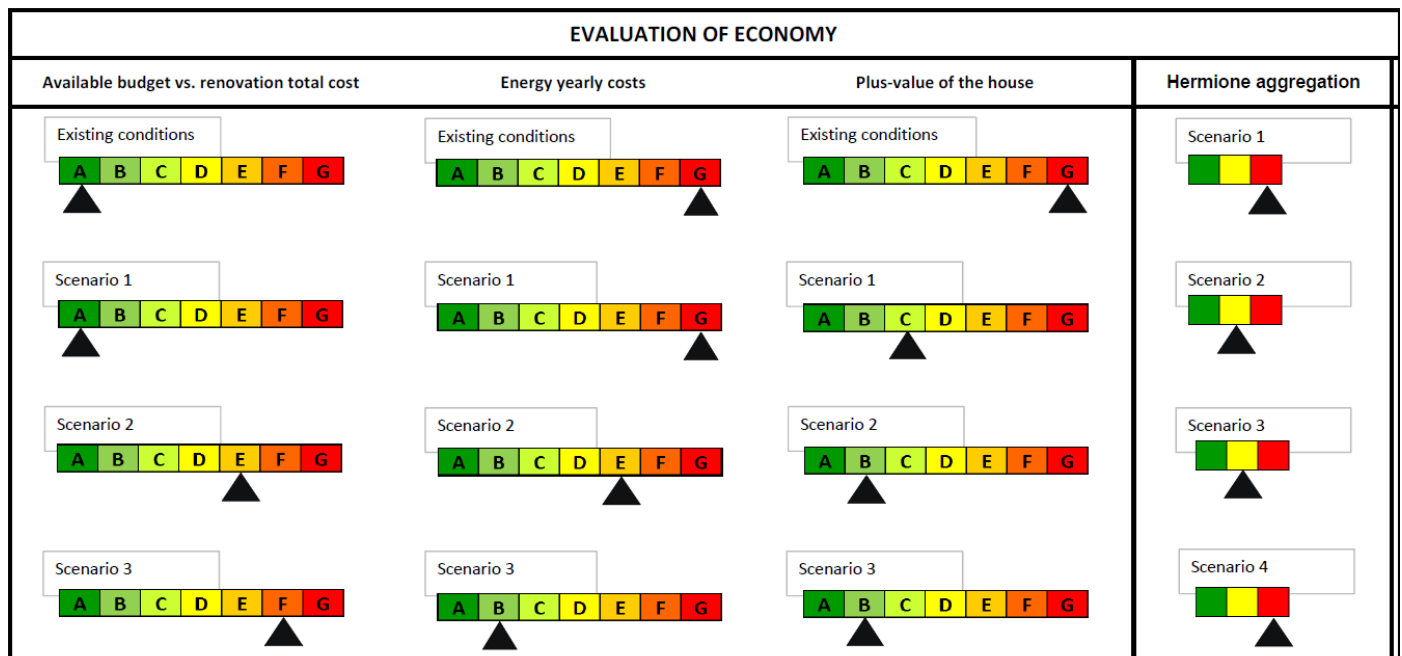 EVALUATION OF ECONOMY
Available budget vs. renovation total cost
Energy yearly costs
Plus-value of the house
Hermione aggregation
Existing conditions
A B C D E F G
Existing conditions
A B C D E F G
Existing conditions
A B C D E F G
Scenario 1
Scenario 1
A B C D E F G
Scenario 1
A B C D E F G
Scenario 1
A B C D E F G
Scenario 2
Scenario 2
A B C D E F G
Scenario 2
A B C D E F G
Scenario 2
A B C D E F G
Scenario 3
Scenario 3
A B C D E F G
Scenario 3
A B C D E F G
Scenario 3
A B C D E F G
Scenario 4